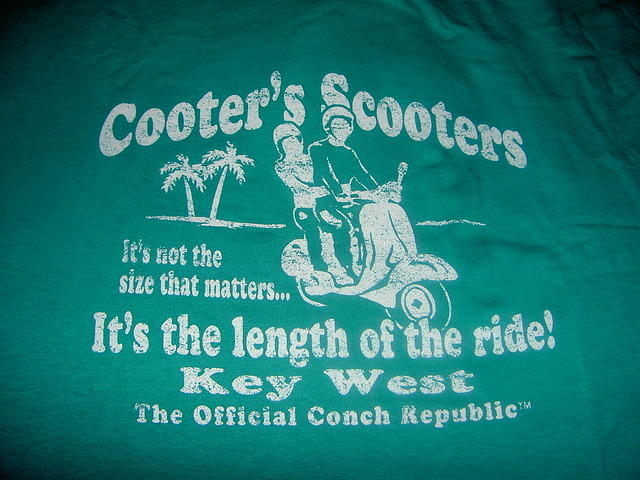 Cooter's Scooters
It's not the
size that matters...
It's the length of the ride!
Key West
The Official Conch Republic™